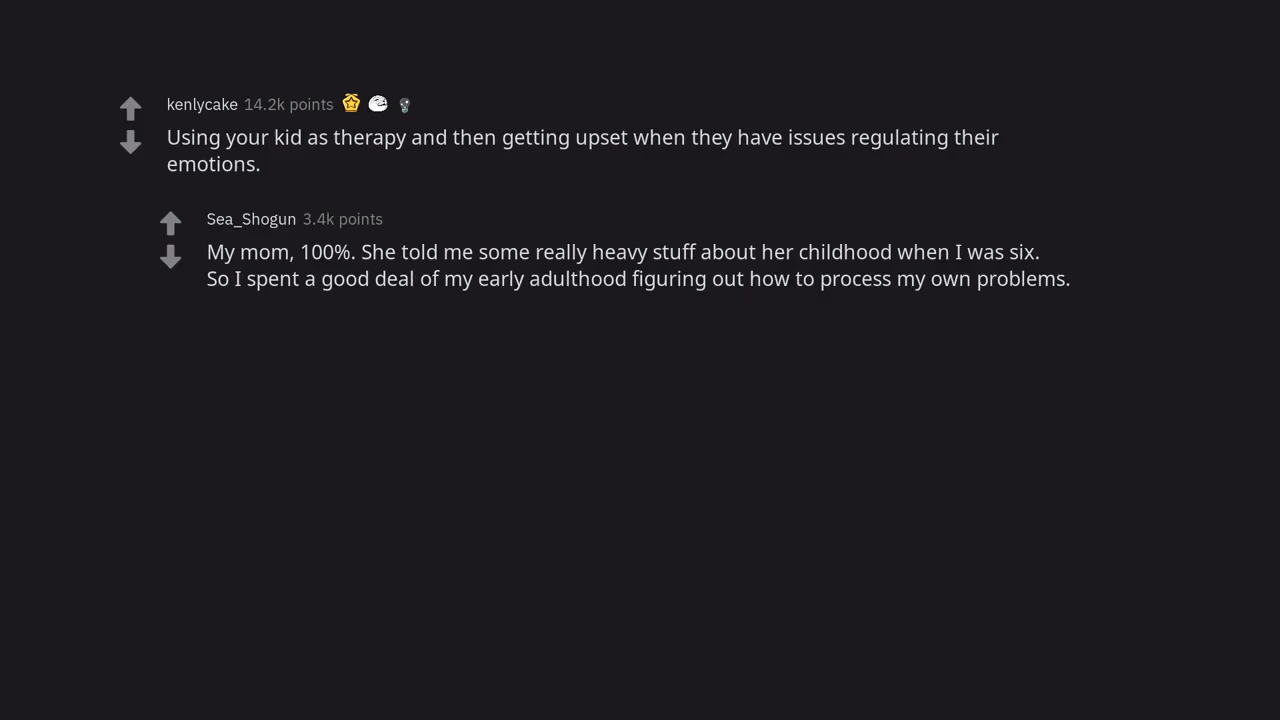 kenlycake 14.2k points
Using your kid as therapy and then getting upset when they have issues regulating their
emotions.
Sea_Shogun 3.4k points
My mom, 100%. She told me some really heavy stuff about her childhood when I was six.
So I spent a good deal of my early adulthood figuring out how to process my own problems.